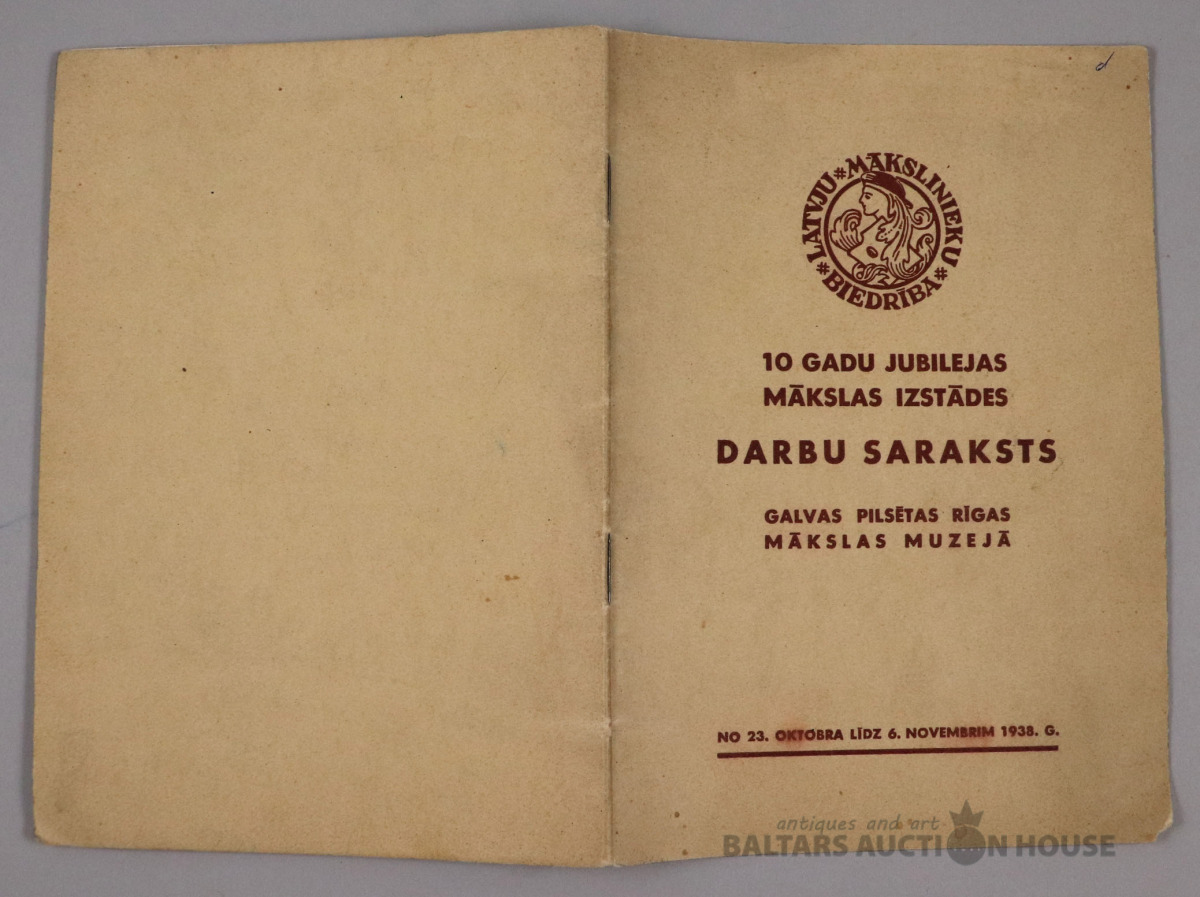 d
LATVJU MĀKSLINIEKU BIEDRĪBA
10 GADU JUBILEJAS
MĀKSLAS IZSTĀDES
DARBU SARAKSTS
GALVAS PILSĒTAS RĪGAS
MĀKSLAS MUZEJĀ
NO 23. OKTOBRA LĪDZ 6. NOVEMBRIM 1938. G.
antiques and art
BALTARS AUCTION HOUSE